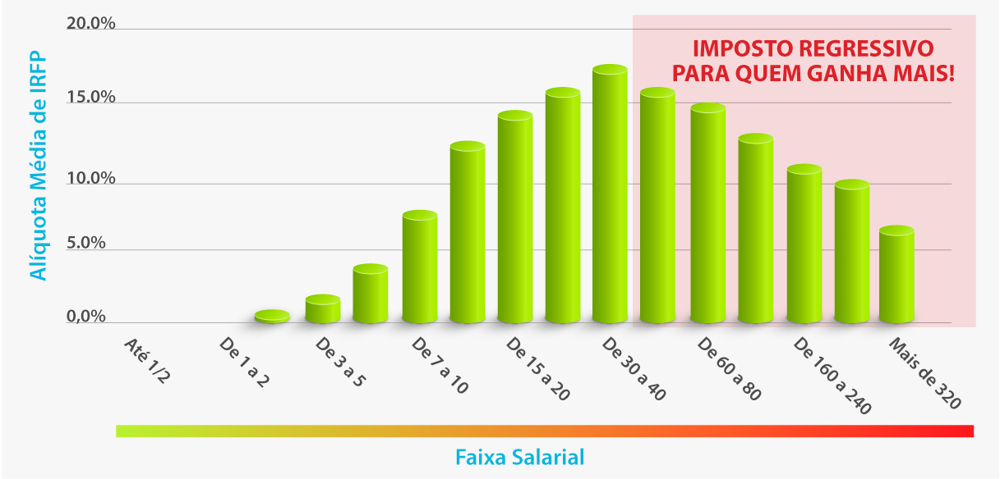 20.0%
IMPOSTO REGRESSIVO
PARA QUEM GANHA MAIS!
15.0%
10.0%
5.0%
0,0%
Alíquota Média de IRFP
Até 1/2
De 1 a 2
De 3 a 5
De 7 a 10
De 15 a 20
De 30 a 40
De 60 a 80
De 160 a 240
Mais de 320
Faixa Salarial